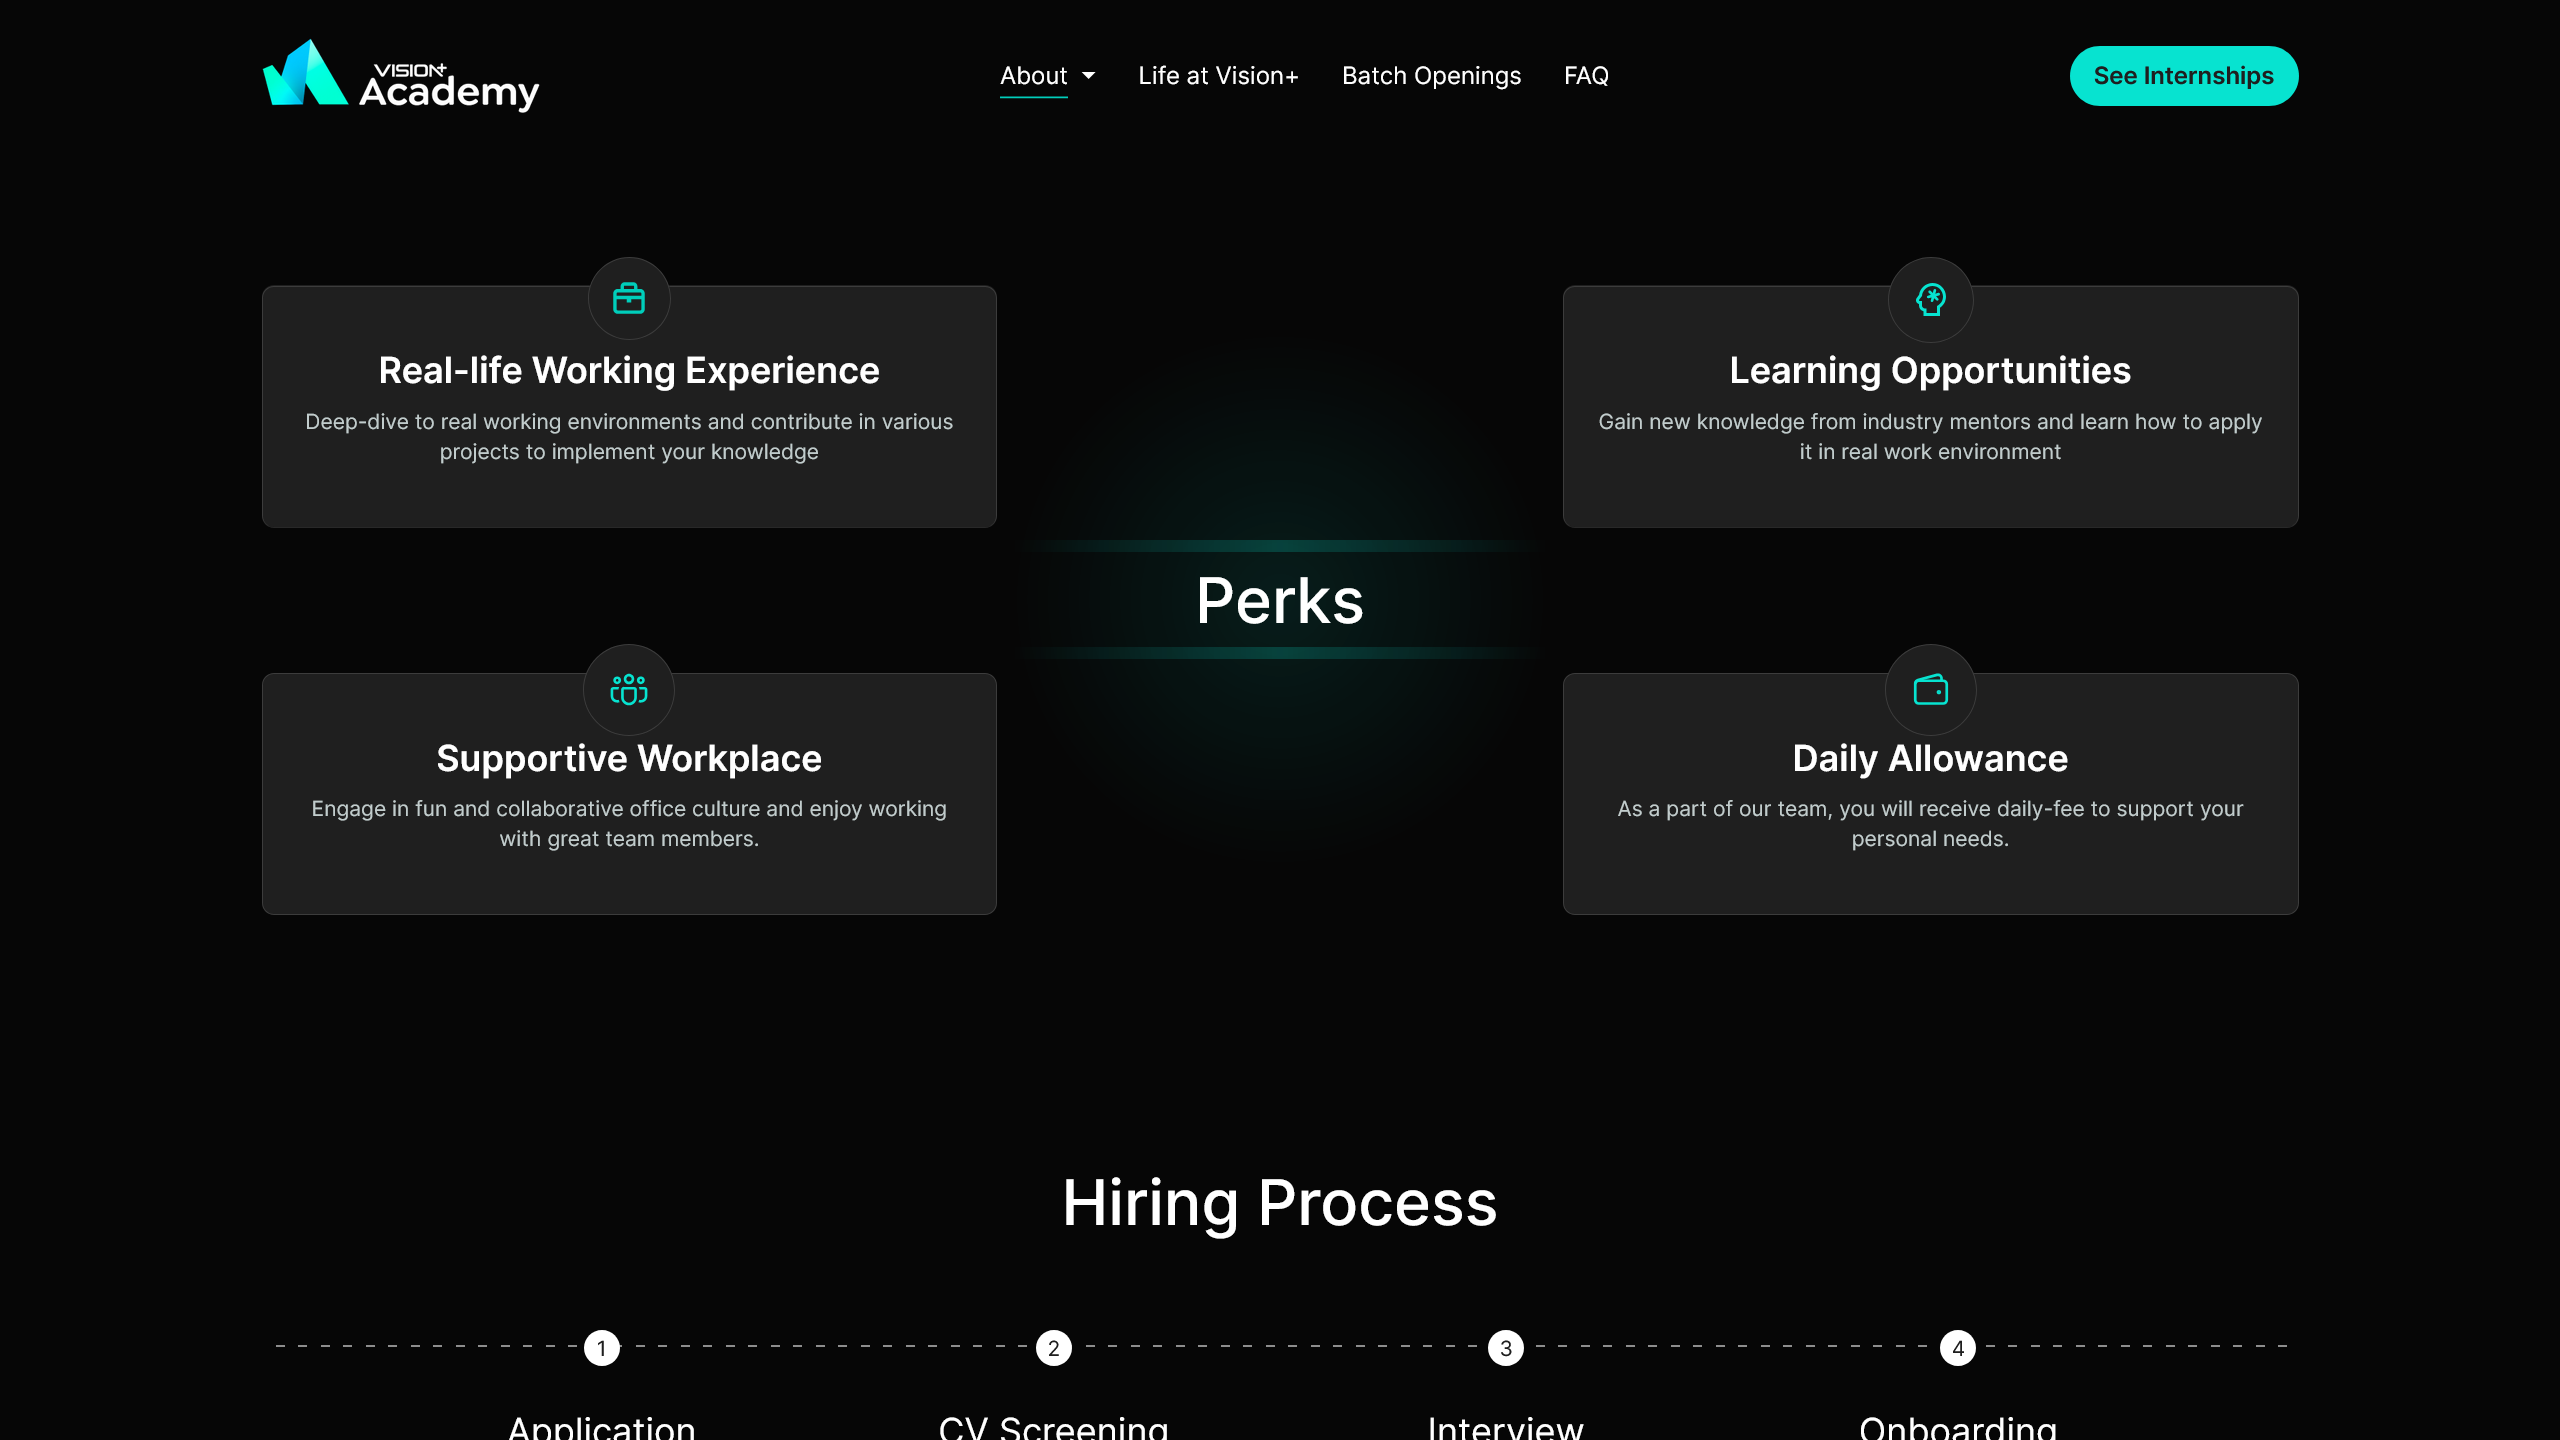 VISION+
Academy
About
Life at Vision+
Batch Openings
FAQ
See Internships
Real-life Working Experience
Deep-dive to real working environments and contribute in various
projects to implement your knowledge
Learning Opportunities
Gain new knowledge from industry mentors and learn how to apply
it in real work environment
Perks
Supportive Workplace
Engage in fun and collaborative office culture and enjoy working
with great team members.
Daily Allowance
As a part of our team, you will receive daily-fee to support your
personal needs.
Hiring Process
1
2
3
4
Application
CV Screening
Interview
Onboarding